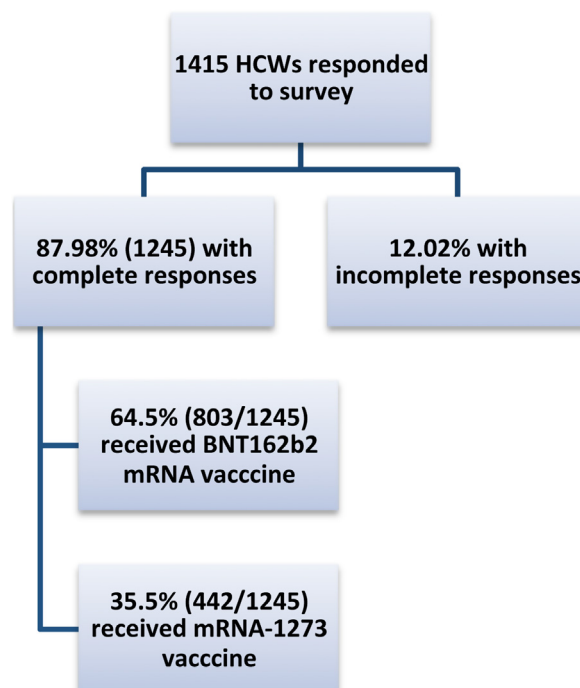 1415 HCWs responded
to survey
87.98% (1245) with
complete responses
12.02% with
incomplete responses
64.5% (803/1245)
received BNT162b2
mRNA vacccine
35.5% (442/1245)
received mRNA-1273
vacccine